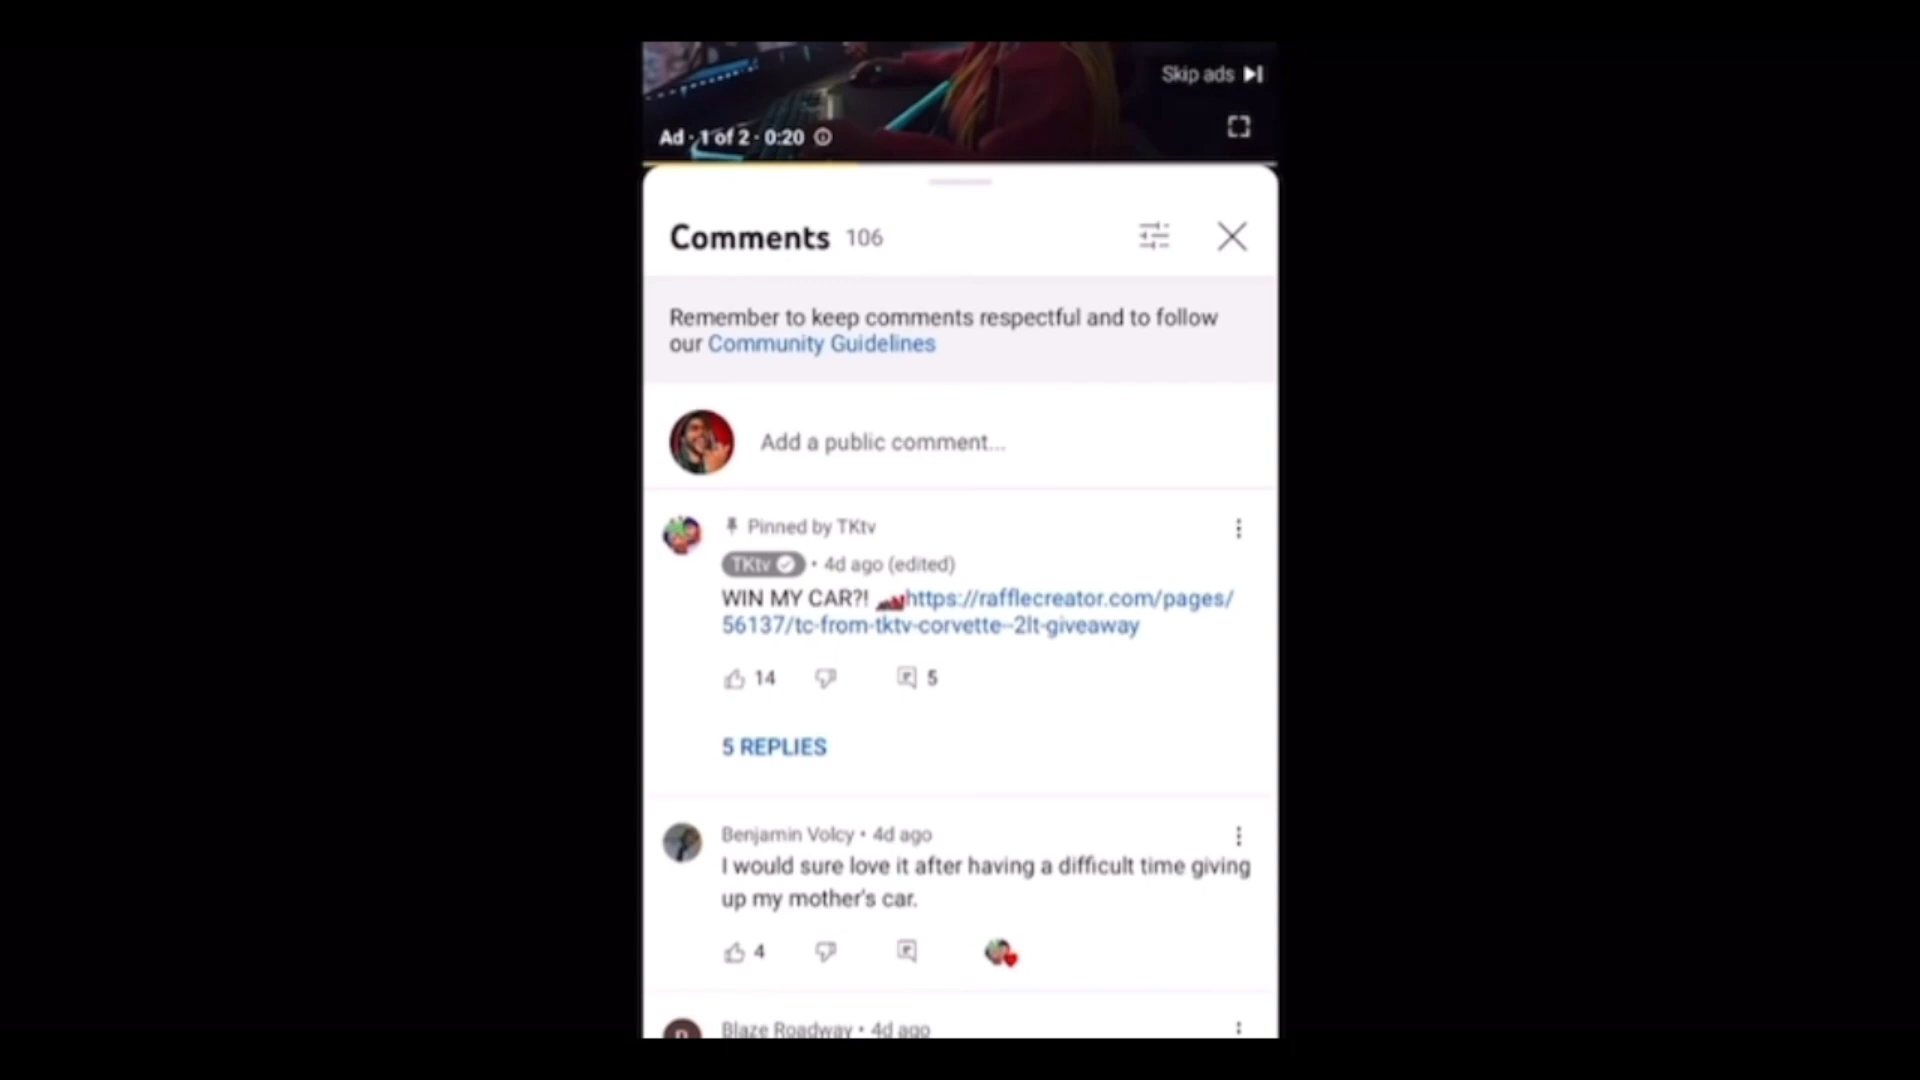 Skip ads
Ad · 1 of 2 · 0:20
Comments 106
Remember to keep comments respectful and to follow
our Community Guidelines
Add a public comment...
Pinned by TKtv
TKtv • 4d ago (edited)
WIN MY CAR?! https://rafflecreator.com/pages/
56137/tc-from-tktv-corvette--2lt-giveaway
14 5
5 REPLIES
Benjamin Volcy • 4d ago
I would sure love it after having a difficult time giving
up my mother's car.
4
Blaze Roadway • 4d ago